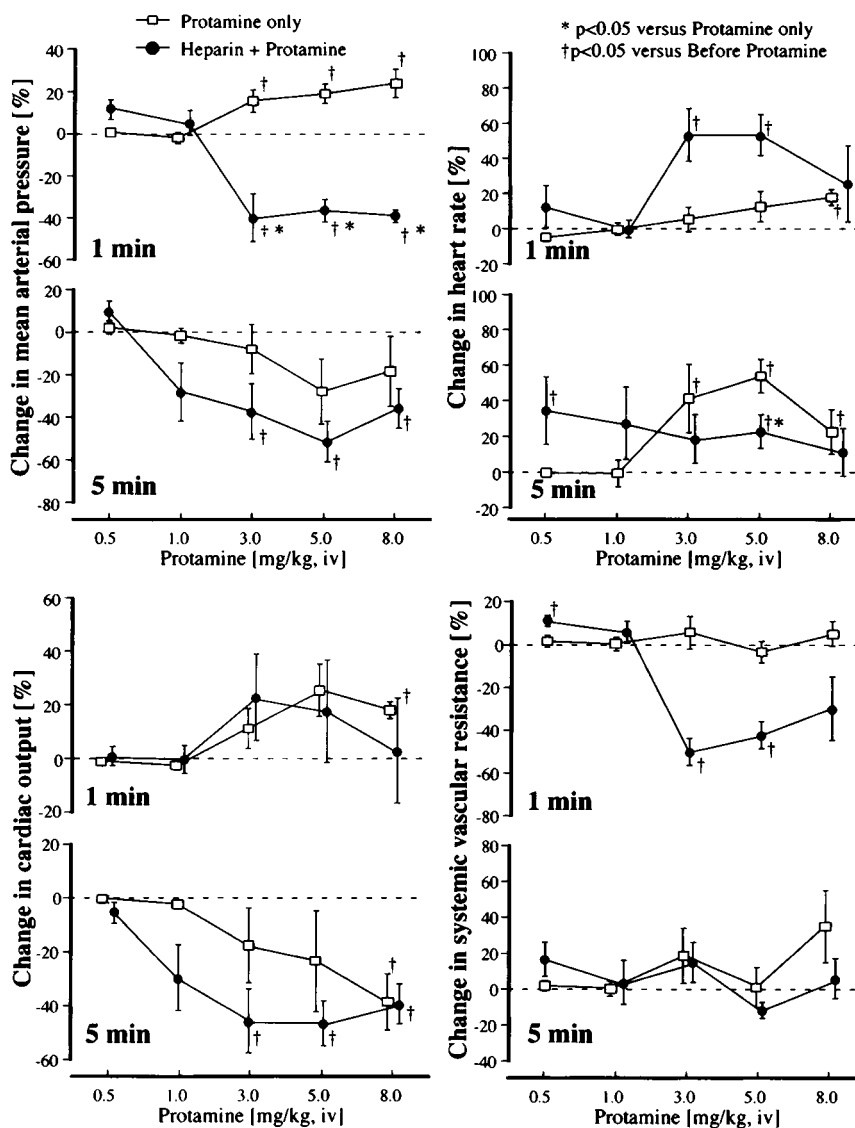 Protamine only
Heparin + Protamine
* p<0.05 versus Protamine only
†p<0.05 versus Before Protamine
Change in mean arterial pressure [%]
40
20
0
-20
-40
-60
† † †
† * † * † *
1 min
20
0
-20
-40
-60
-80
† † †
5 min
0.5 1.0 3.0 5.0 8.0
Protamine [mg/kg, iv]
Change in heart rate [%]
100
80
60
40
20
0
-20
† † †
1 min
100
80
60
40
20
0
-20
† † † †* †
5 min
0.5 1.0 3.0 5.0 8.0
Protamine [mg/kg, iv]
Change in cardiac output [%]
60
40
20
0
-20
†
1 min
20
0
-20
-40
-60
† † † †
5 min
0.5 1.0 3.0 5.0 8.0
Protamine [mg/kg, iv]
Change in systemic vascular resistance [%]
20
0
-20
-40
-60
-80
† † †
1 min
80
60
40
20
0
-20
-40
5 min
0.5 1.0 3.0 5.0 8.0
Protamine [mg/kg, iv]